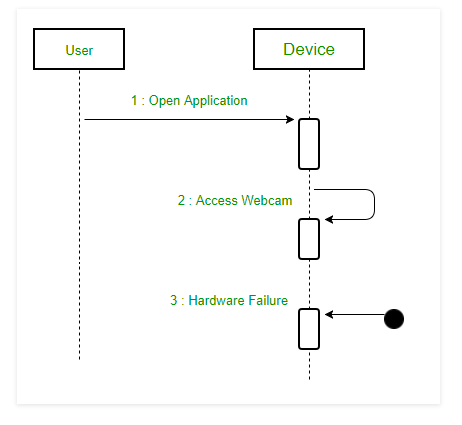 User
Device
1 : Open Application
2 : Access Webcam
3 : Hardware Failure